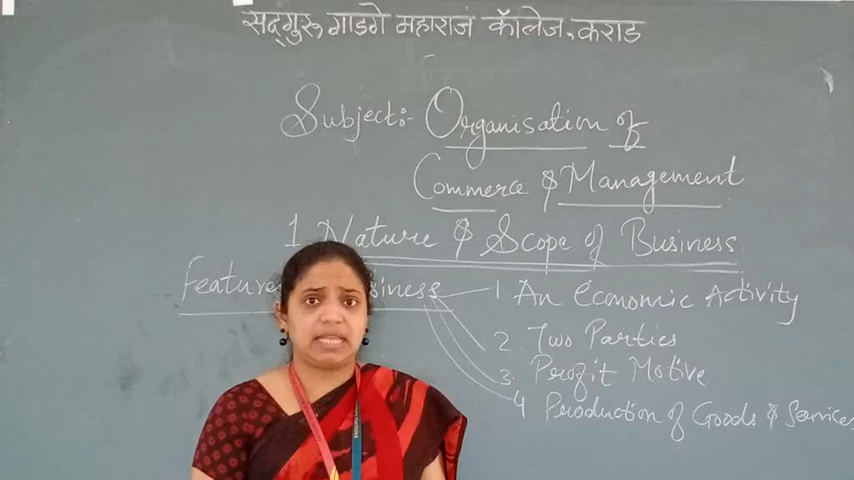 सद्गुरु गाडगे महाराज कॉलेज, कराड
Subject:- Organisation of
Commerce & Management
1 Nature & Scope of Business
1 An Economic Activity
2. Two Parties
3. Profit Motive
4 Production of Goods & Services